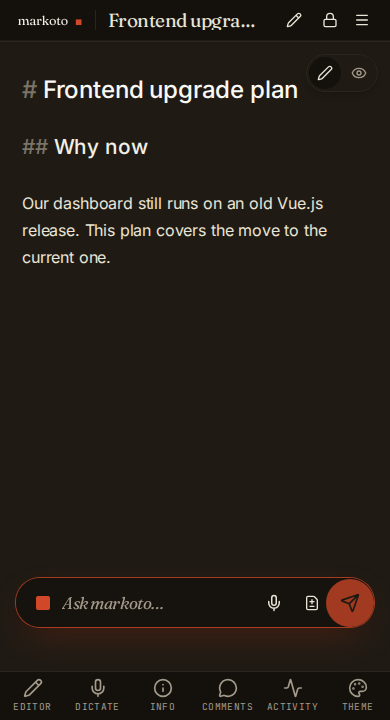 markoto
Frontend upgra...
# Frontend upgrade plan
## Why now
Our dashboard still runs on an old Vue.js
release. This plan covers the move to the
current one.
Ask markoto...
EDITOR DICTATE INFO COMMENTS ACTIVITY THEME